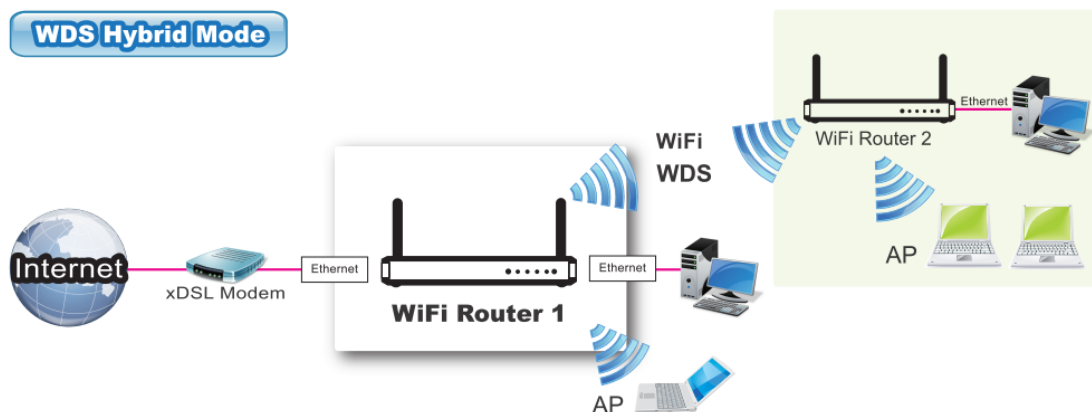 WDS Hybrid Mode
Internet
xDSL Modem
Ethernet
WiFi Router 1
Ethernet
AP
WiFi
WDS
WiFi Router 2
Ethernet
AP